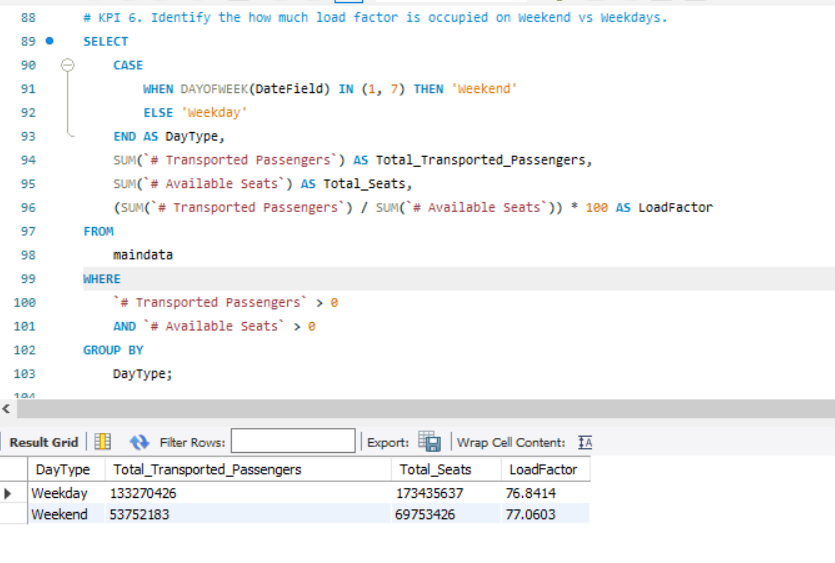 88 # KPI 6. Identify the how much load factor is occupied on Weekend vs Weekdays.
89 SELECT
90 CASE
91 WHEN DAYOFWEEK(DateField) IN (1, 7) THEN 'Weekend'
92 ELSE 'Weekday'
93 END AS DayType,
94 SUM(`# Transported Passengers`) AS Total_Transported_Passengers,
95 SUM(`# Available Seats`) AS Total_Seats,
96 (SUM(`# Transported Passengers`) / SUM(`# Available Seats`)) * 100 AS LoadFactor
97 FROM
98 maindata
99 WHERE
100 `# Transported Passengers` > 0
101 AND `# Available Seats` > 0
102 GROUP BY
103 DayType;
104
Result Grid Filter Rows: Export: Wrap Cell Content: IA
DayType Total_Transported_Passengers Total_Seats LoadFactor
Weekday 133270426 173435637 76.8414
Weekend 53752183 69753426 77.0603